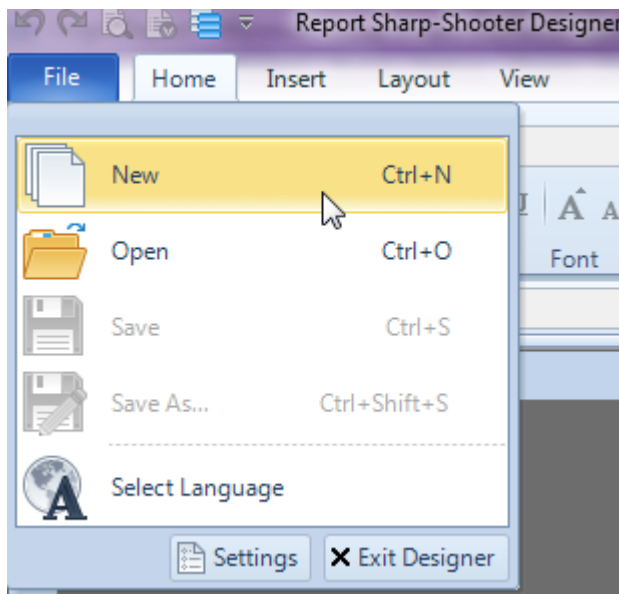 Report Sharp-Shooter Designer
File Home Insert Layout View
New Ctrl+N
Open Ctrl+O
Font
Save Ctrl+S
Save As... Ctrl+Shift+S
Select Language
Settings Exit Designer